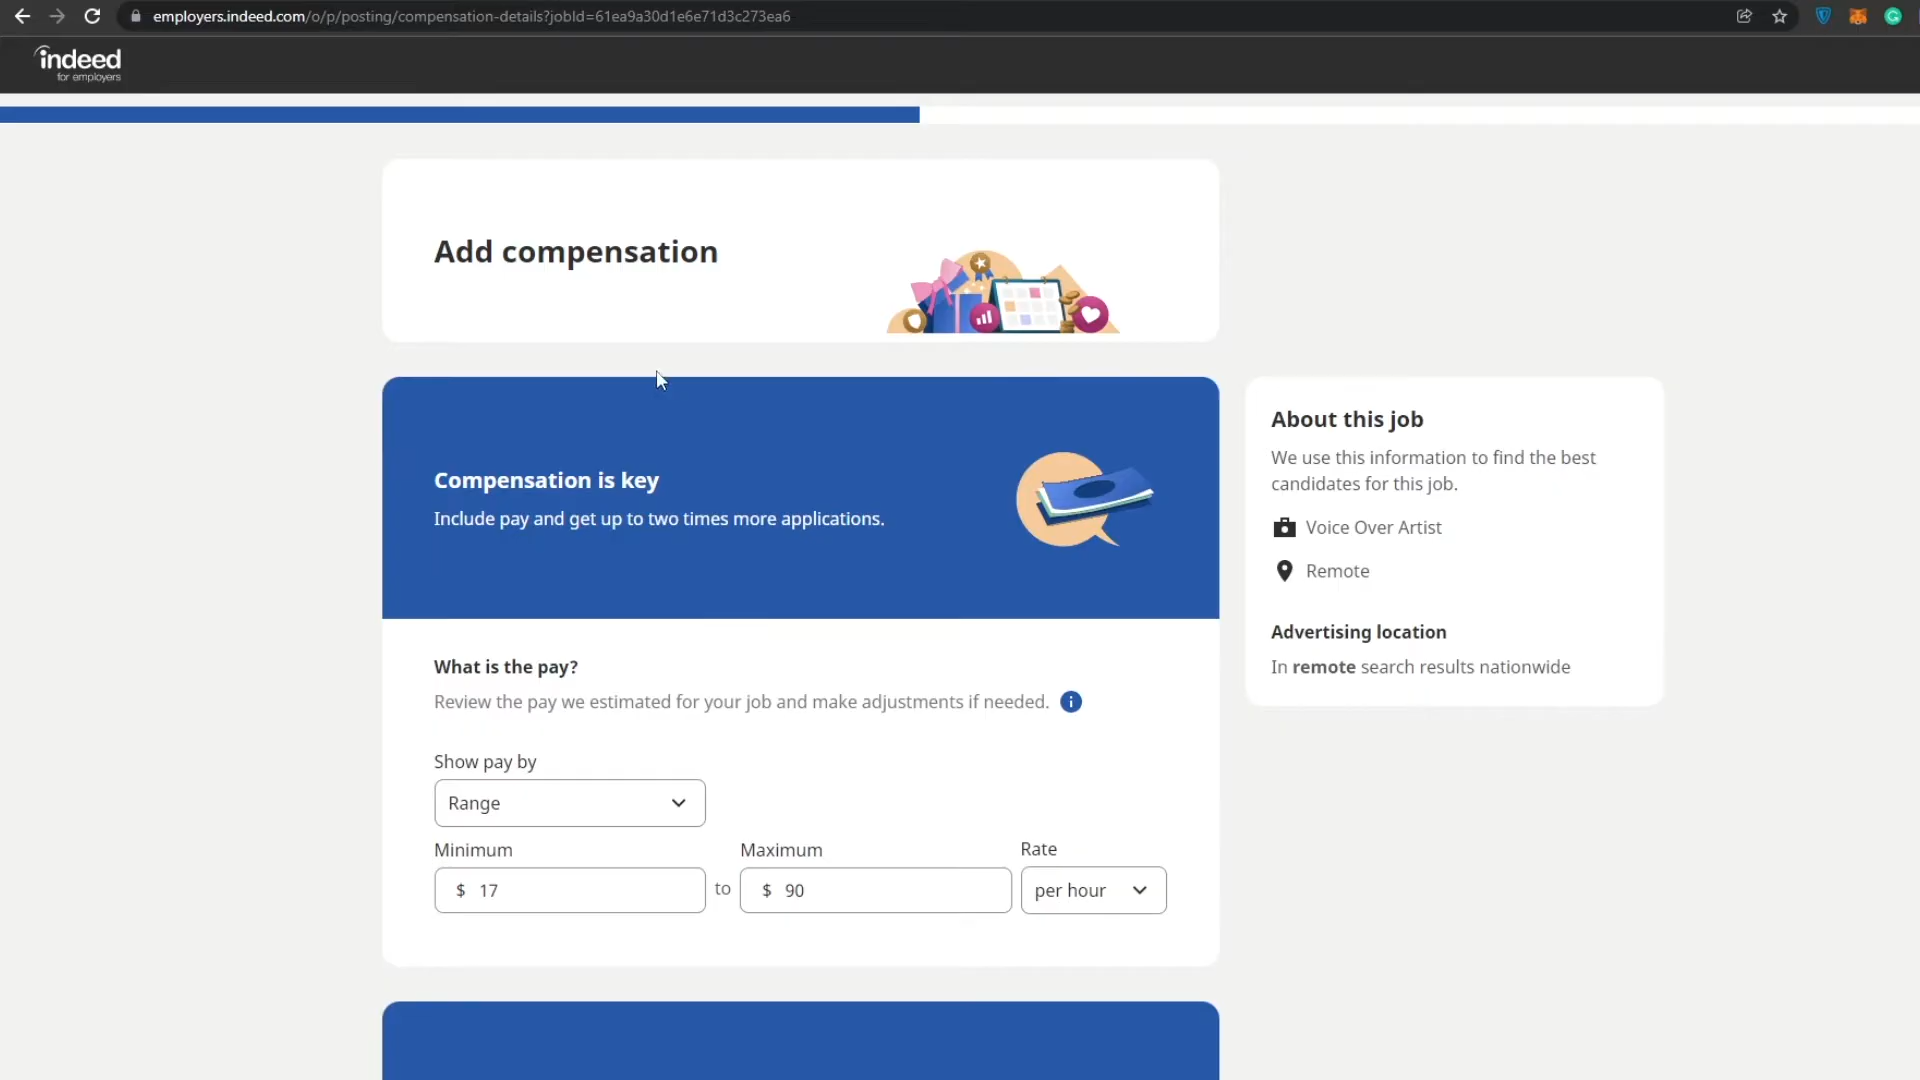 employers.indeed.com/o/p/posting/compensation-details?jobId=61ea9a30d1e6e71d3c273ea6
indeed
for employers
Add compensation
Compensation is key
Include pay and get up to two times more applications.
What is the pay?
Review the pay we estimated for your job and make adjustments if needed.
Show pay by
Range
Minimum
Maximum
Rate
$ 17
to
$ 90
per hour
About this job
We use this information to find the best
candidates for this job.
Voice Over Artist
Remote
Advertising location
In remote search results nationwide